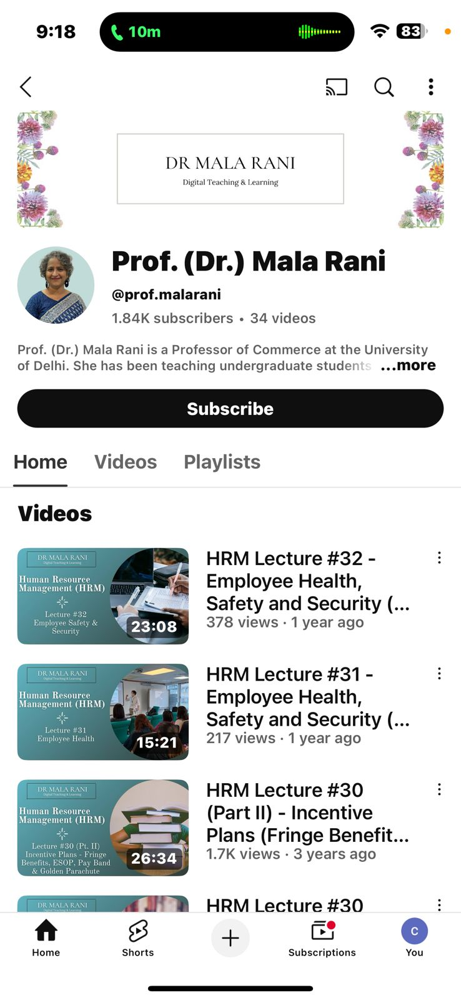 9:18
10m
83
DR MALA RANI
Digital Teaching & Learning
Prof. (Dr.) Mala Rani
@prof.malarani
1.84K subscribers • 34 videos
Prof. (Dr.) Mala Rani is a Professor of Commerce at the University
of Delhi. She has been teaching undergraduate students ...more
Subscribe
Home Videos Playlists
Videos
DR MALA RANI
Digital Teaching & Learning
Human Resource
Management (HRM)
Lecture #32
Employee Safety &
Security
23:08
HRM Lecture #32 -
Employee Health,
Safety and Security (...
378 views · 1 year ago
DR MALA RANI
Digital Teaching & Learning
Human Resource
Management (HRM)
Lecture #31
Employee Health
15:21
HRM Lecture #31 -
Employee Health,
Safety and Security (...
217 views · 1 year ago
DR MALA RANI
Digital Teaching & Learning
Human Resource
Management (HRM)
Lecture #30 (Pt. II)
Incentive Plans - Fringe
Benefits, ESOP, Pay Band
& Golden Parachute
26:34
HRM Lecture #30
(Part II) - Incentive
Plans (Fringe Benefit...
1.7K views · 3 years ago
DR MALA RANI
Digital Teaching & Learning
HRM Lecture #30
Home
Shorts
Subscriptions
C
You